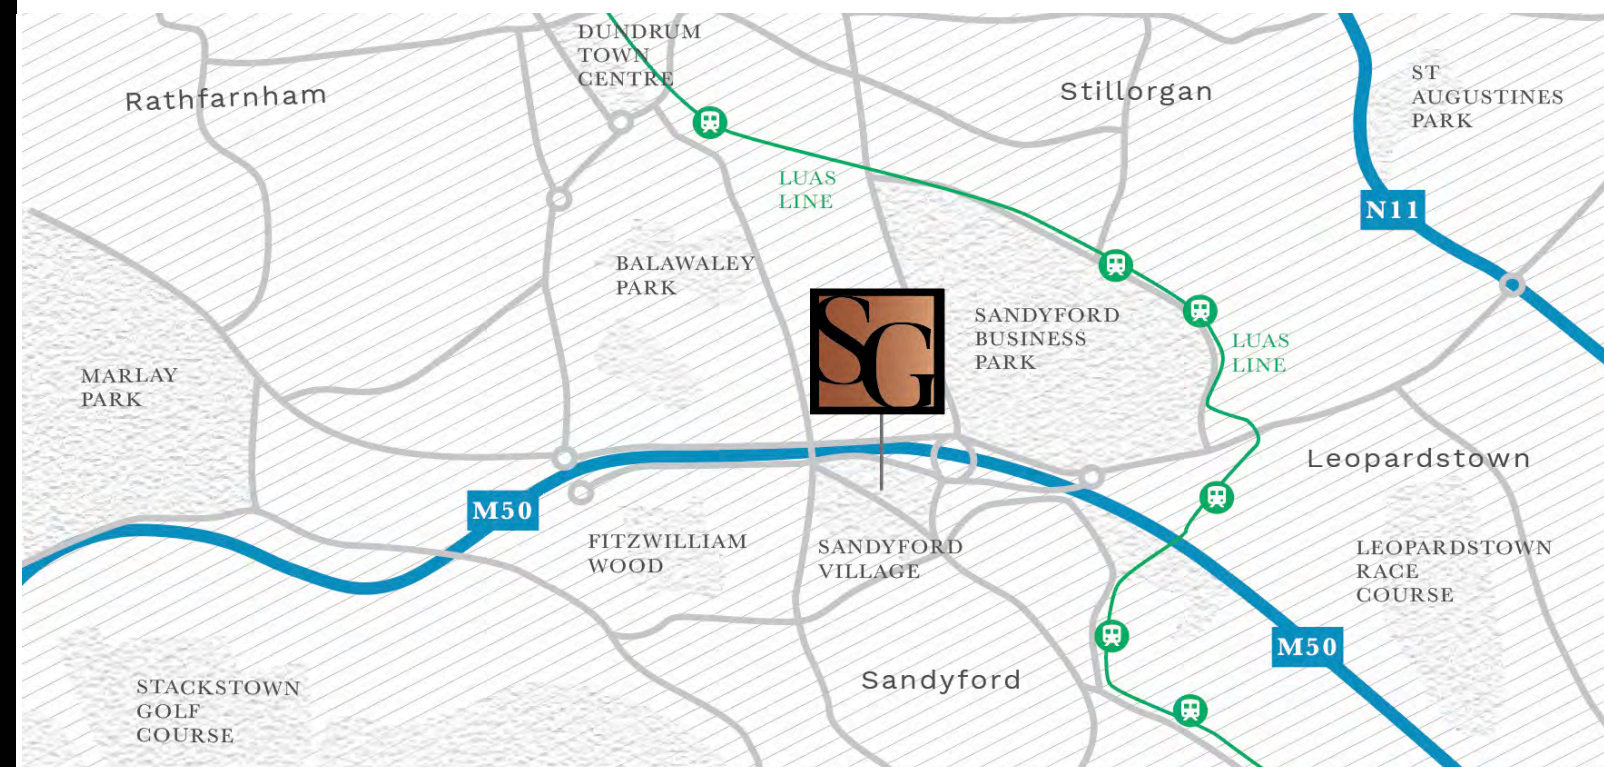 DUNDRUM
TOWN
CENTRE
Rathfarnham
Stillorgan
ST
AUGUSTINES
PARK
LUAS
LINE
N11
BALAWALEY
PARK
SG
SANDYFORD
BUSINESS
PARK
LUAS
LINE
MARLAY
PARK
Leopardstown
M50
FITZWILLIAM
WOOD
SANDYFORD
VILLAGE
LEOPARDSTOWN
RACE
COURSE
M50
Sandyford
STACKSTOWN
GOLF
COURSE